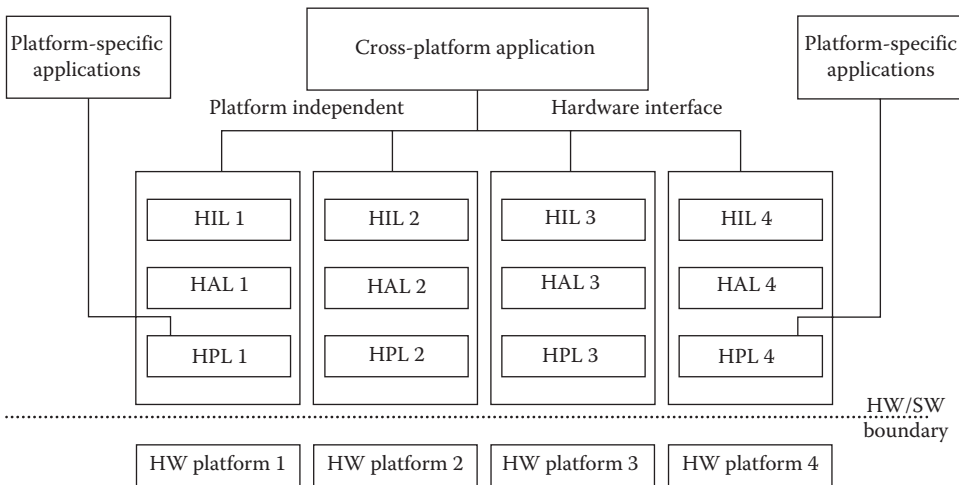 Platform-specific
applications
Cross-platform application
Platform-specific
applications
Platform independent
Hardware interface
HIL 1
HIL 2
HIL 3
HIL 4
HAL 1
HAL 2
HAL 3
HAL 4
HPL 1
HPL 2
HPL 3
HPL 4
HW/SW
boundary
HW platform 1
HW platform 2
HW platform 3
HW platform 4